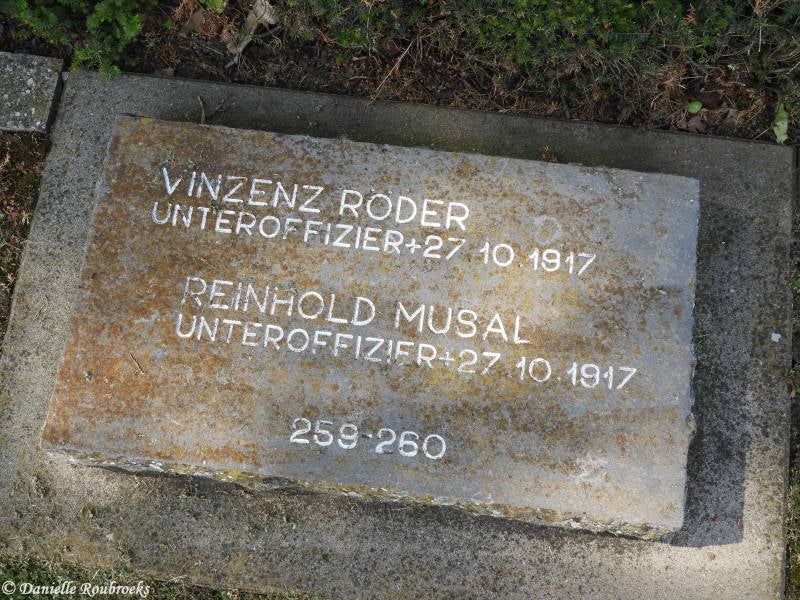 VINZENZ RÖDER
UNTEROFFIZIER+27.10.1917
REINHOLD MUSAL
UNTEROFFIZIER+27.10.1917
259-260
© Danielle Roubroeks